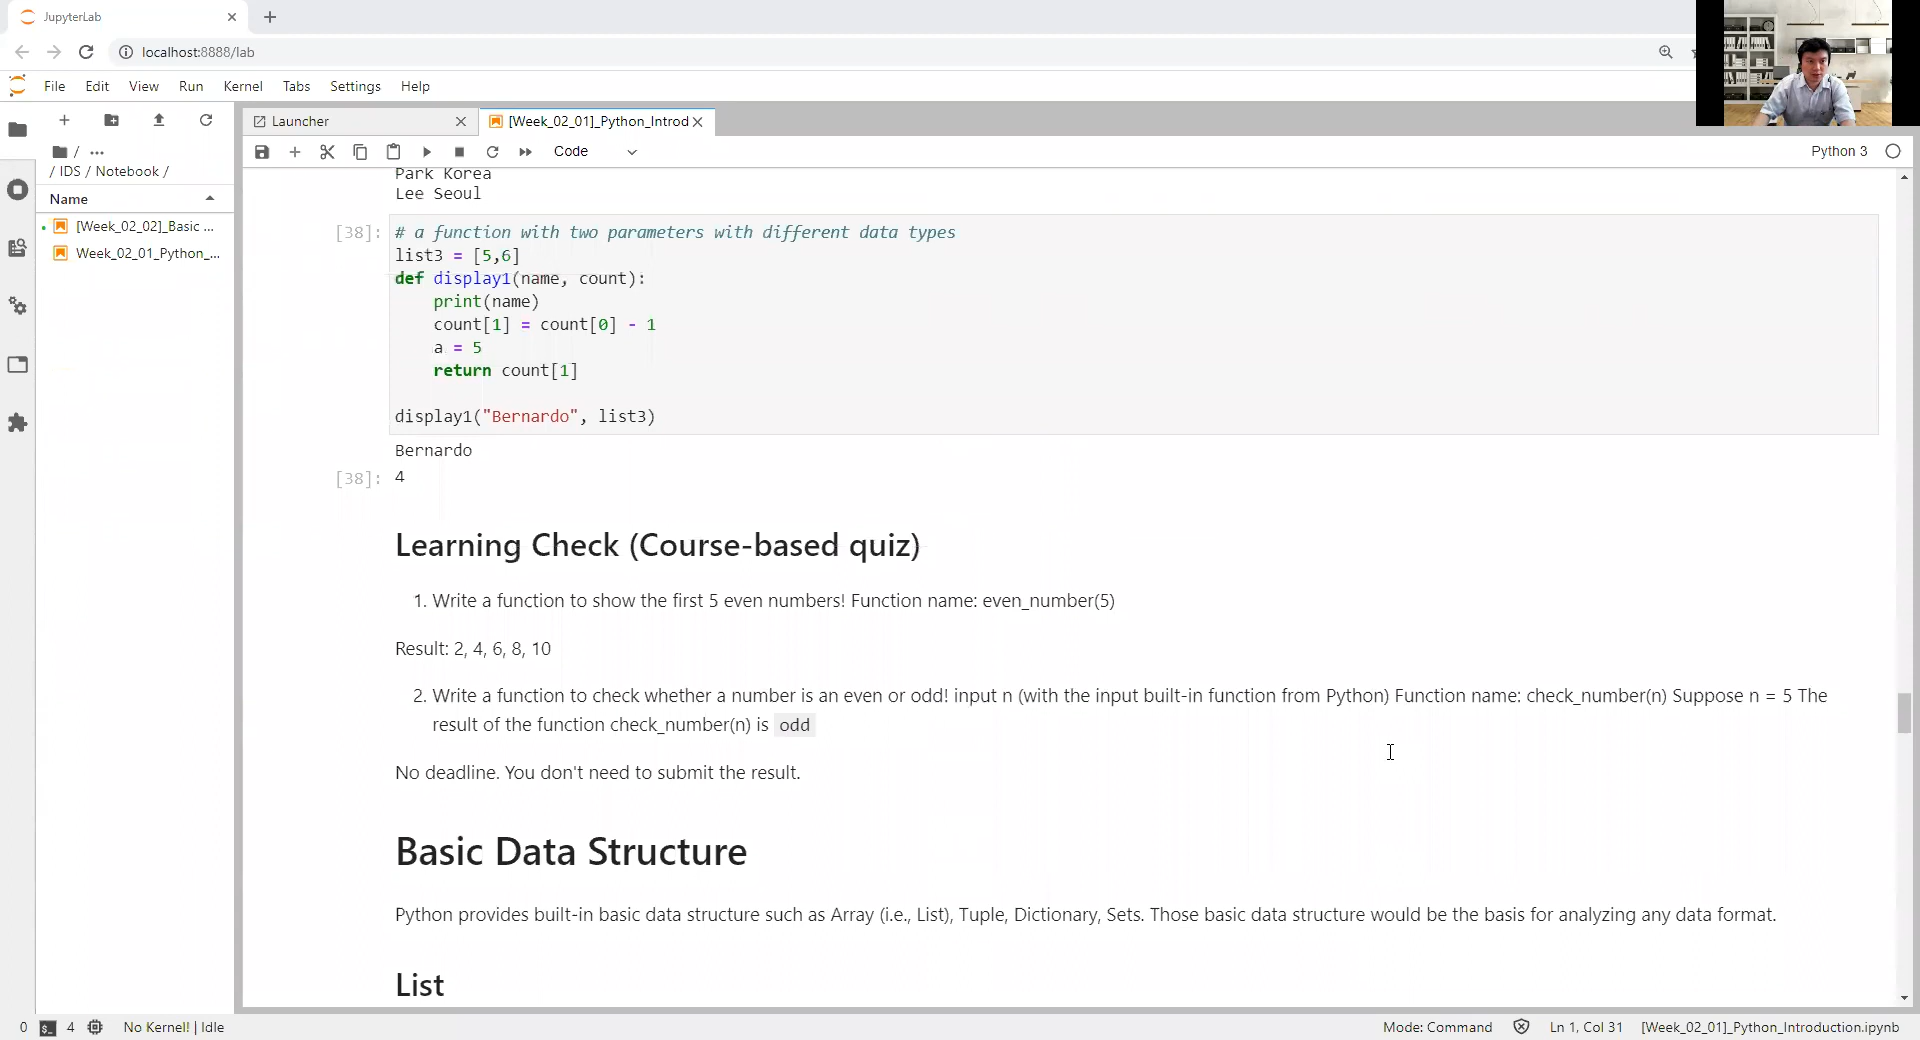 JupyterLab
localhost:8888/lab
File Edit View Run Kernel Tabs Settings Help
Launcher
[Week_02_01]_Python_Introd
/ ...
/ IDS / Notebook /
Code
Python 3
Name
[Week_02_02]_Basic ...
Week_02_01_Python_...
Park Korea
Lee Seoul
[38]:
# a function with two parameters with different data types
list3 = [5,6]
def display1(name, count):
    print(name)
    count[1] = count[0] - 1
    a = 5
    return count[1]
display1("Bernardo", list3)
Bernardo
[38]: 4
Learning Check (Course-based quiz)
1. Write a function to show the first 5 even numbers! Function name: even_number(5)
Result: 2, 4, 6, 8, 10
2. Write a function to check whether a number is an even or odd! input n (with the input built-in function from Python) Function name: check_number(n) Suppose n = 5 The
result of the function check_number(n) is odd
No deadline. You don't need to submit the result.
Basic Data Structure
Python provides built-in basic data structure such as Array (i.e., List), Tuple, Dictionary, Sets. Those basic data structure would be the basis for analyzing any data format.
List
0 $_ 4 No Kernel! | Idle
Mode: Command Ln 1, Col 31 [Week_02_01]_Python_Introduction.ipynb